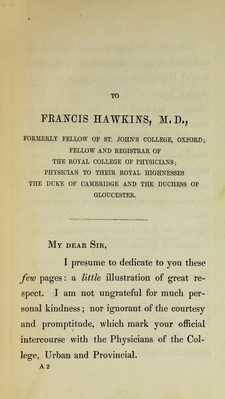 TO
FRANCIS HAWKINS, M.D.,
FORMERLY FELLOW OF ST. JOHN'S COLLEGE, OXFORD;
FELLOW AND REGISTRAR OF
THE ROYAL COLLEGE OF PHYSICIANS;
PHYSICIAN TO THEIR ROYAL HIGHNESSES
THE DUKE OF CAMBRIDGE AND THE DUCHESS OF
GLOUCESTER.
MY DEAR SIR,
I presume to dedicate to you these
few pages: a little illustration of great re-
spect. I am not ungrateful for much per-
sonal kindness; nor ignorant of the courtesy
and promptitude, which mark your official
intercourse with the Physicians of the Col-
lege, Urban and Provincial.
A 2